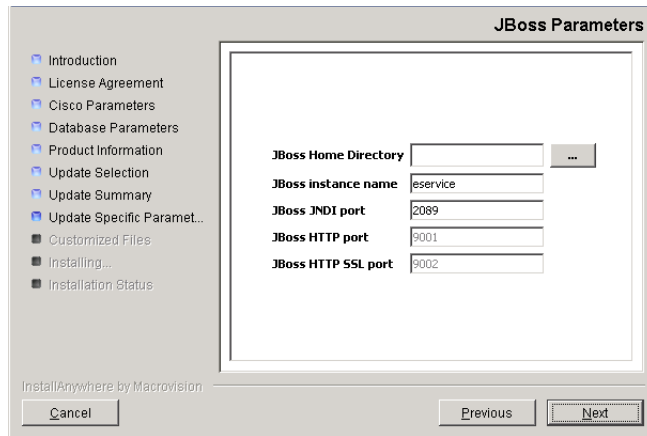 JBoss Parameters
Introduction
License Agreement
Cisco Parameters
Database Parameters
Product Information
Update Selection
Update Summary
Update Specific Paramet...
Customized Files
Installing...
Installation Status
JBoss Home Directory
...
JBoss instance name eservice
JBoss JNDI port 2089
JBoss HTTP port 9001
JBoss HTTP SSL port 9002
InstallAnywhere by Macrovision
Cancel
Previous
Next